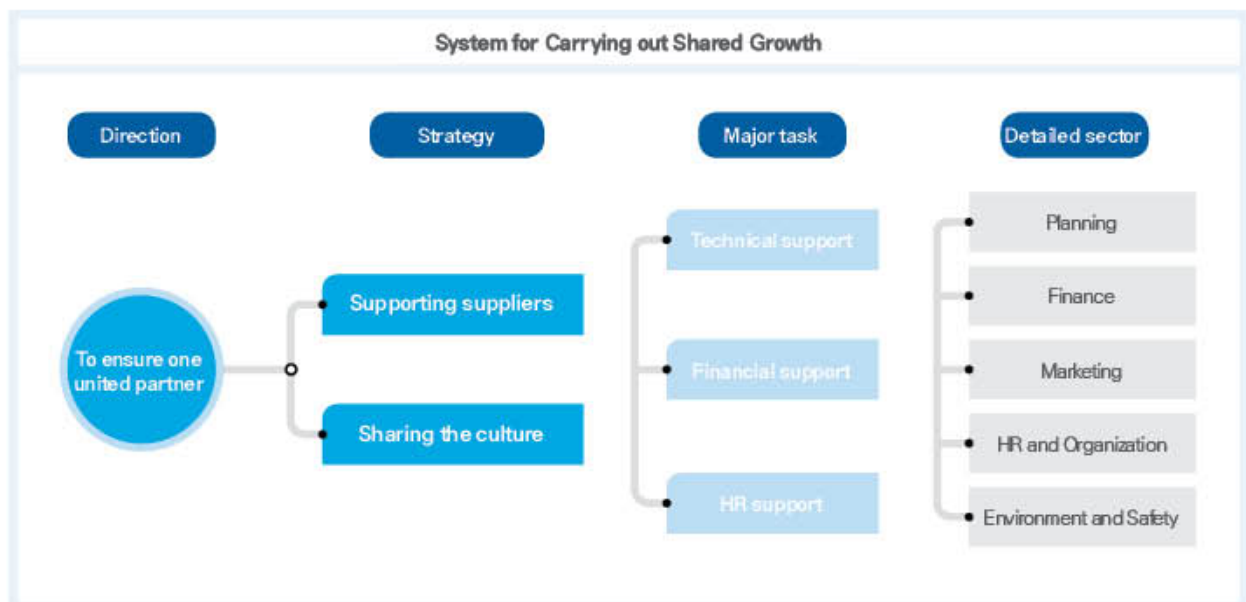 System for Carrying out Shared Growth
Direction
Strategy
Major task
Detailed sector
To ensure one
united partner
Supporting suppliers
Sharing the culture
Technical support
Financial support
HR support
Planning
Finance
Marketing
HR and Organization
Environment and Safety